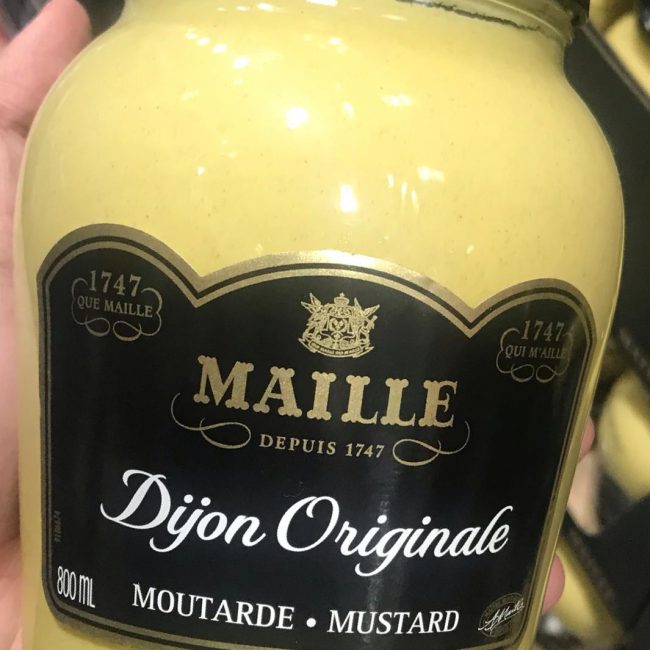 1747
QUE MAILLE
1747
QUI M'AILLE
MAILLE
DEPUIS 1747
Dijon Originale
800 mL
MOUTARDE • MUSTARD